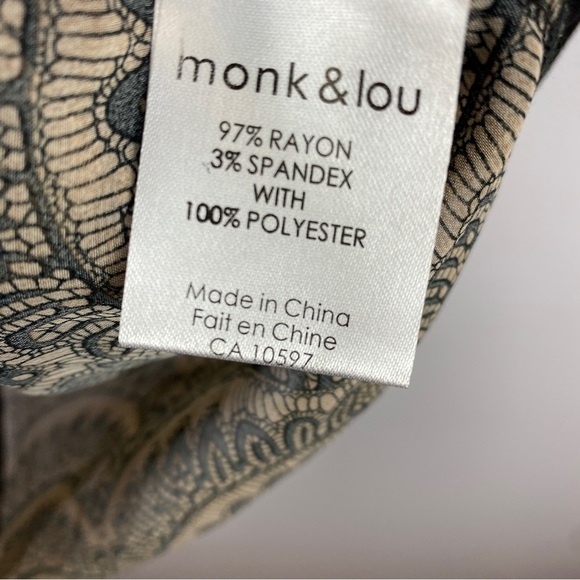 monk & lou
97% RAYON
3% SPANDEX
WITH
100% POLYESTER
Made in China
Fait en Chine
CA 10597